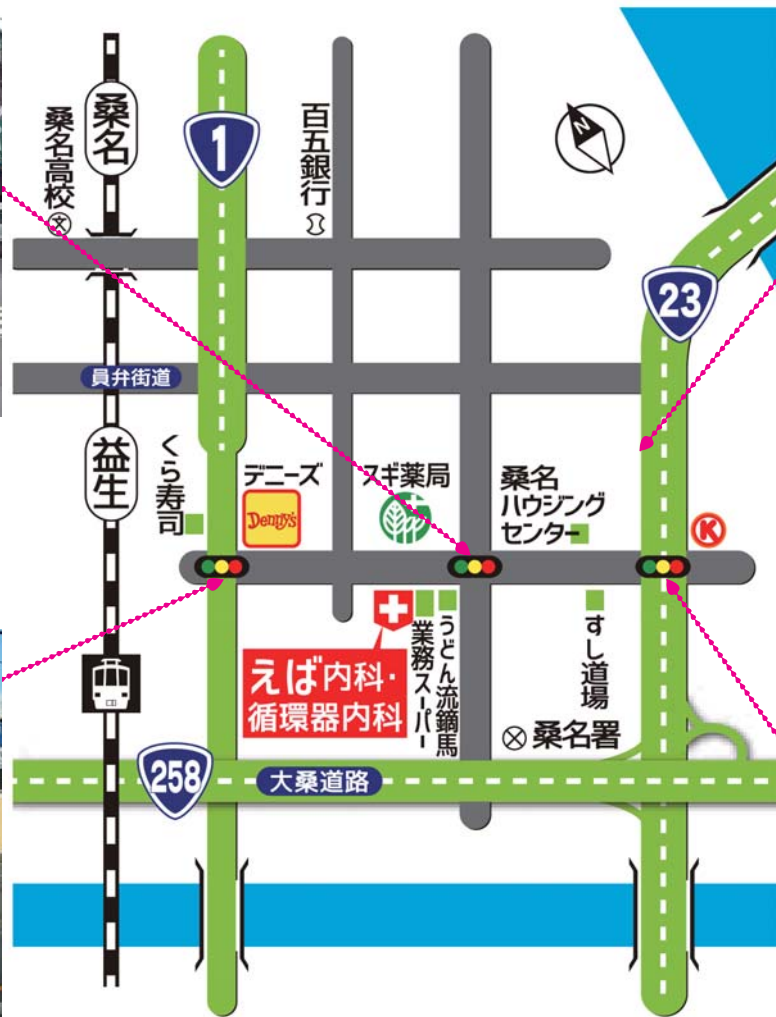 桑名
桑名高校
文
1
百五銀行
N
23
員弁街道
益生
くら寿司
デニーズ
Denny's
スギ薬局
桑名
ハウジング
センター
K
えば内科・
循環器内科
業務スーパー
うどん流鏑馬
すし道場
桑名署
258
大桑道路